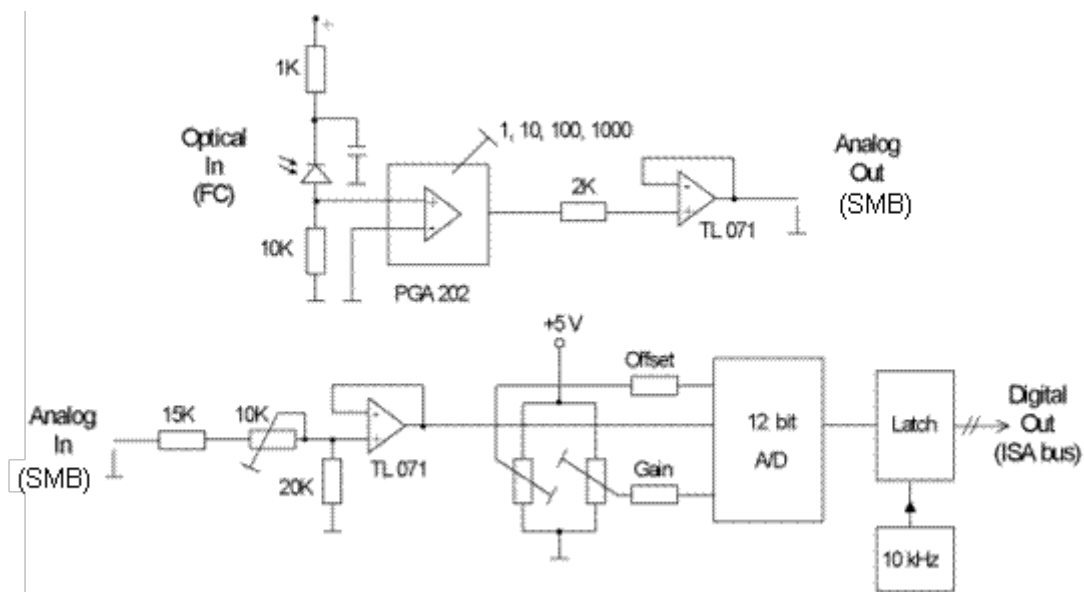 +
1K
Optical
In
(FC)
10K
1, 10, 100, 1000
+
-
PGA 202
2K
-
+
TL 071
Analog
Out
(SMB)
Analog
In
(SMB)
15K
10K
20K
-
+
TL 071
+5 V
Offset
Gain
12 bit
A/D
Latch
10 kHz
Digital
Out
(ISA bus)